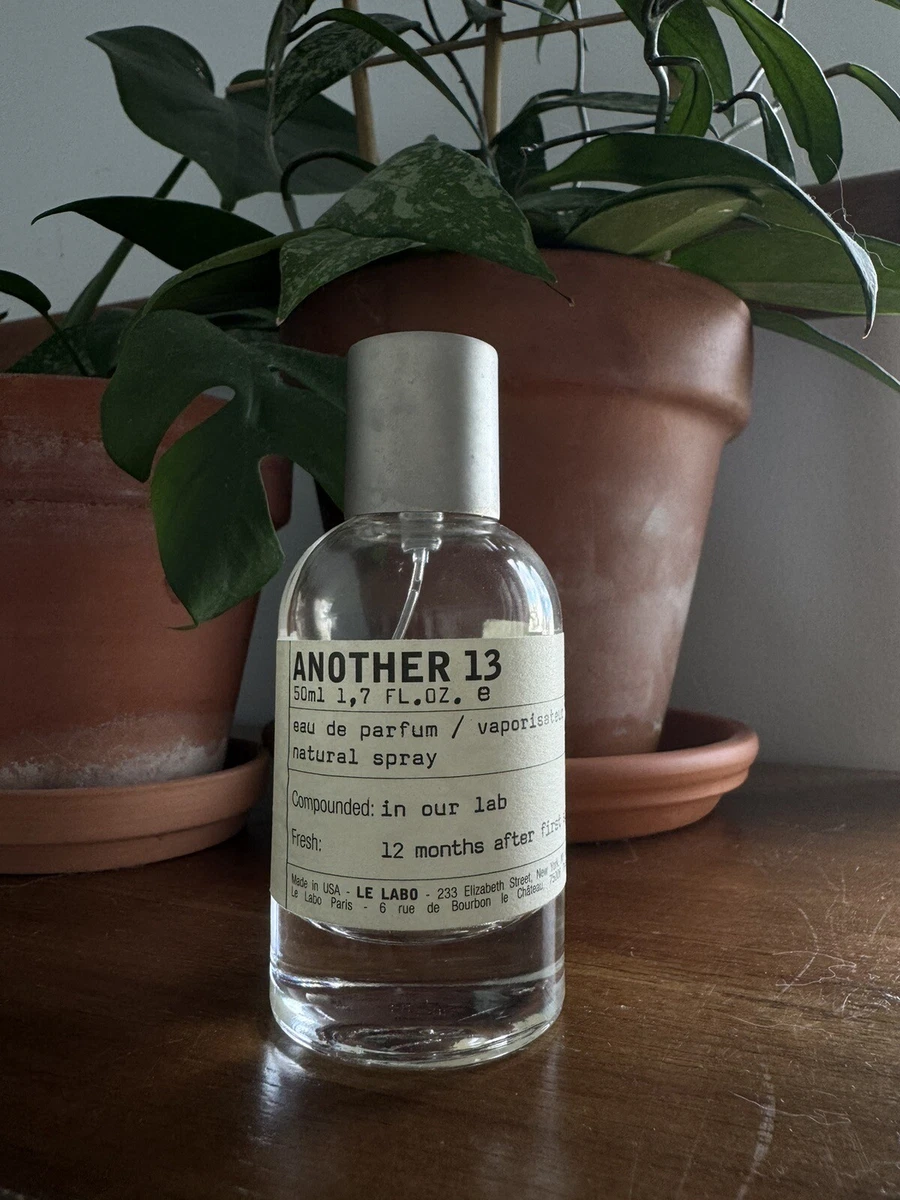 ANOTHER 13
50ml 1,7 FL.OZ. e
eau de parfum / vaporisateur
natural spray
Compounded: in our lab
Fresh: 12 months after first
Made in USA - LE LABO - 233 Elizabeth Street, New York,
Le Labo Paris - 6 rue de Bourbon le Château,